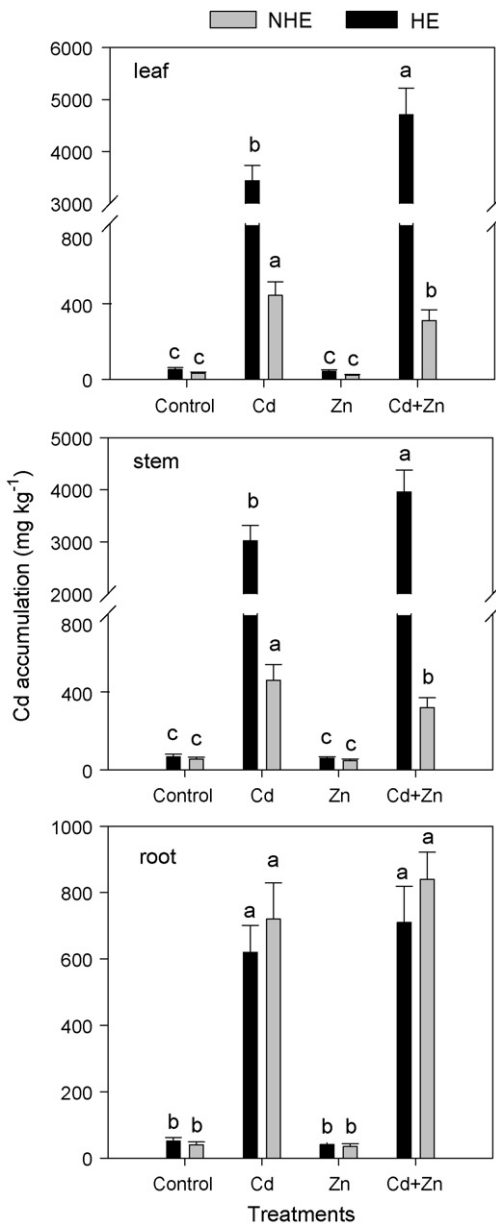 NHE HE
leaf
6000
5000
4000
3000
800
400
0
b a c c a b c c
Control Cd Zn Cd+Zn
stem
5000
4000
3000
2000
800
400
0
b a c c a b c c
Control Cd Zn Cd+Zn
root
1000
800
600
400
200
0
b b a a b b a a
Control Cd Zn Cd+Zn
Treatments
Cd accumulation (mg kg⁻¹)